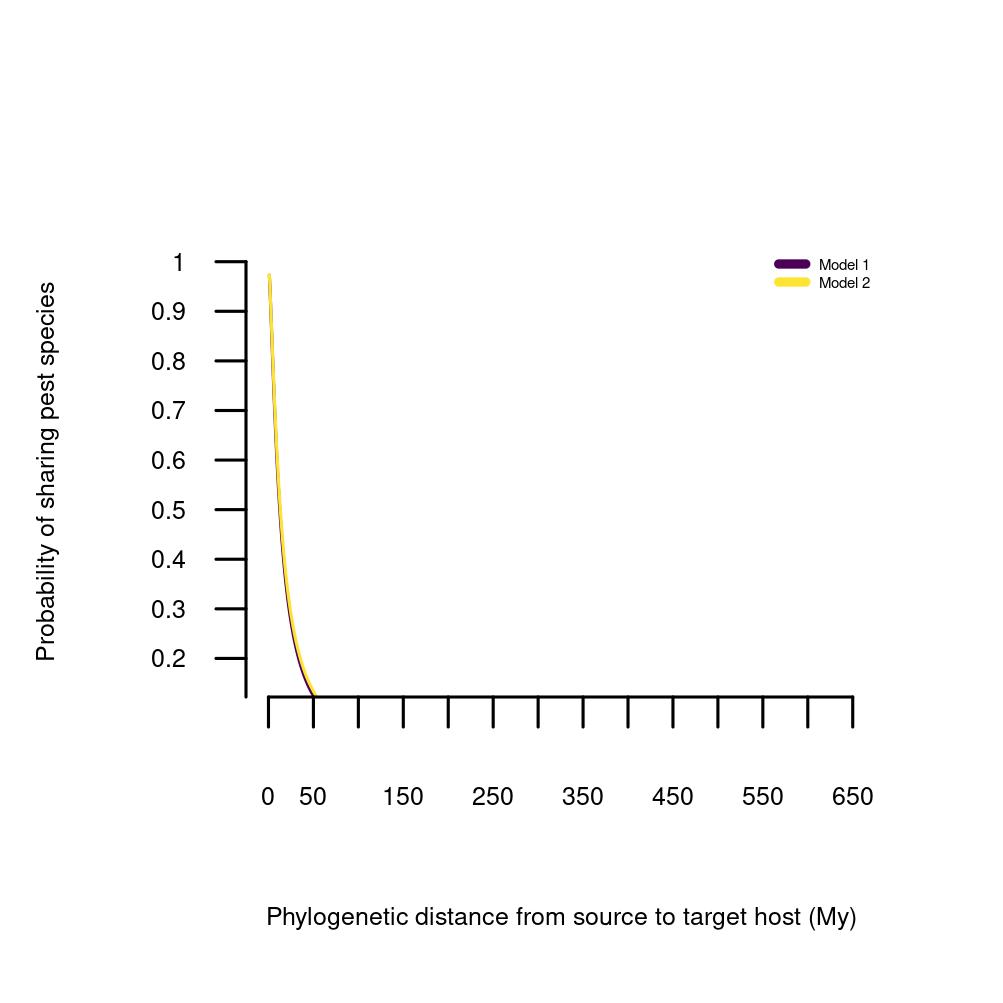 Model 1
Model 2
Probability of sharing pest species
1
0.9
0.8
0.7
0.6
0.5
0.4
0.3
0.2
0 50 150 250 350 450 550 650
Phylogenetic distance from source to target host (My)